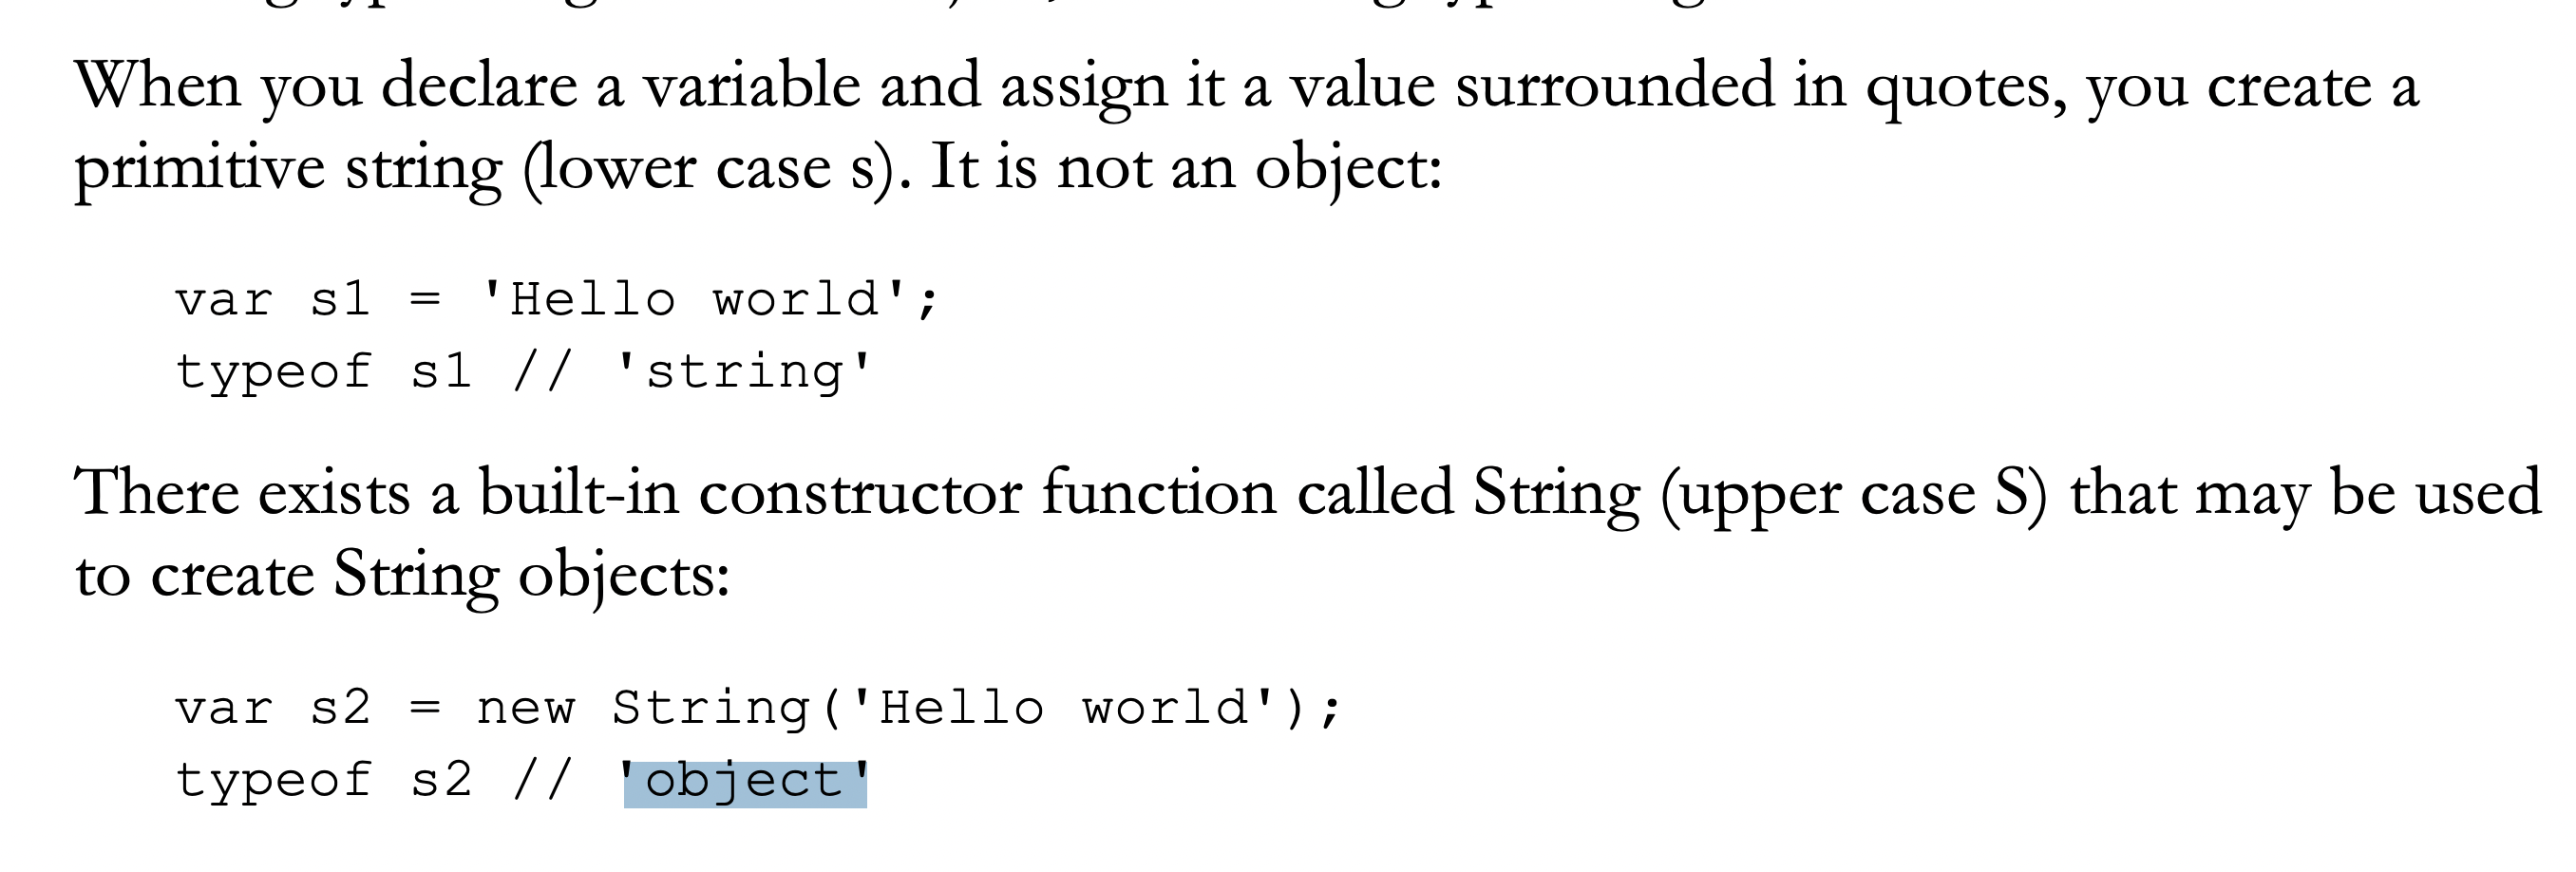 When you declare a variable and assign it a value surrounded in quotes, you create a
primitive string (lower case s). It is not an object:
var s1 = 'Hello world';
typeof s1 // 'string'
There exists a built-in constructor function called String (upper case S) that may be used
to create String objects:
var s2 = new String('Hello world');
typeof s2 // 'object'